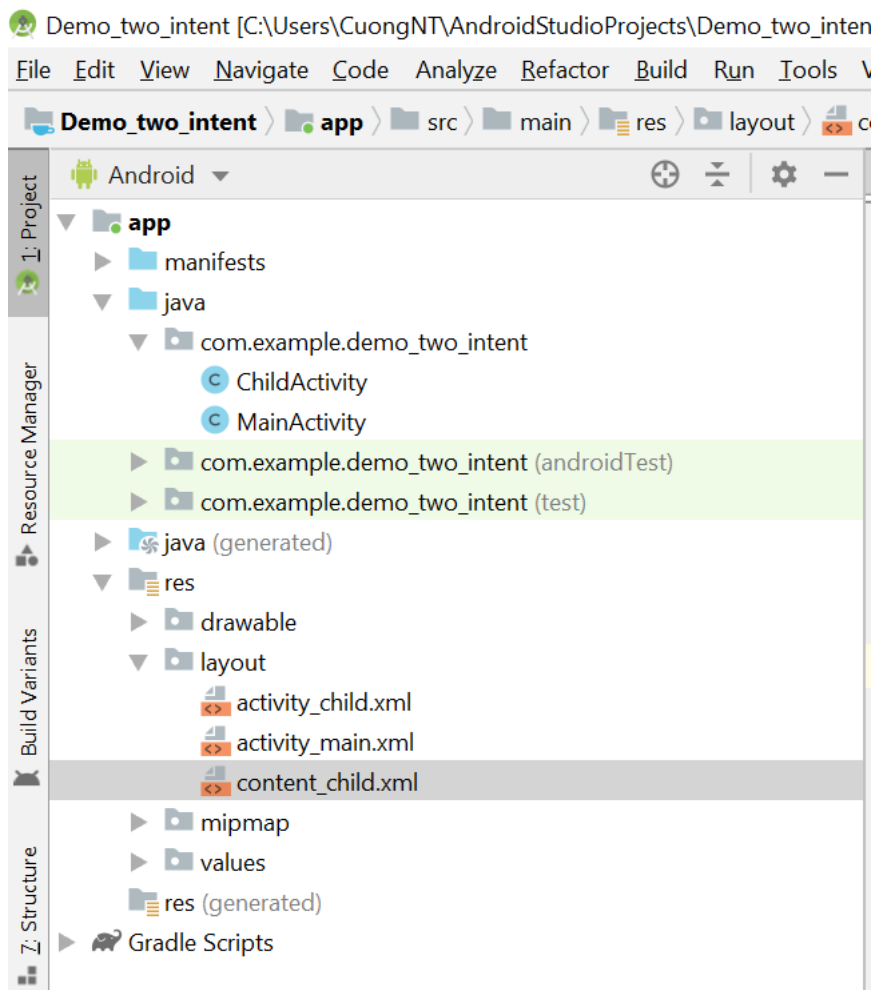 Demo_two_intent [C:\Users\CuongNT\AndroidStudioProjects\Demo_two_inten
File Edit View Navigate Code Analyze Refactor Build Run Tools V
Demo_two_intent app src main res layout c
Android
1: Project
app
manifests
java
com.example.demo_two_intent
C ChildActivity
C MainActivity
com.example.demo_two_intent (androidTest)
com.example.demo_two_intent (test)
Resource Manager
java (generated)
res
drawable
layout
activity_child.xml
activity_main.xml
content_child.xml
Build Variants
mipmap
values
res (generated)
Gradle Scripts
7: Structure